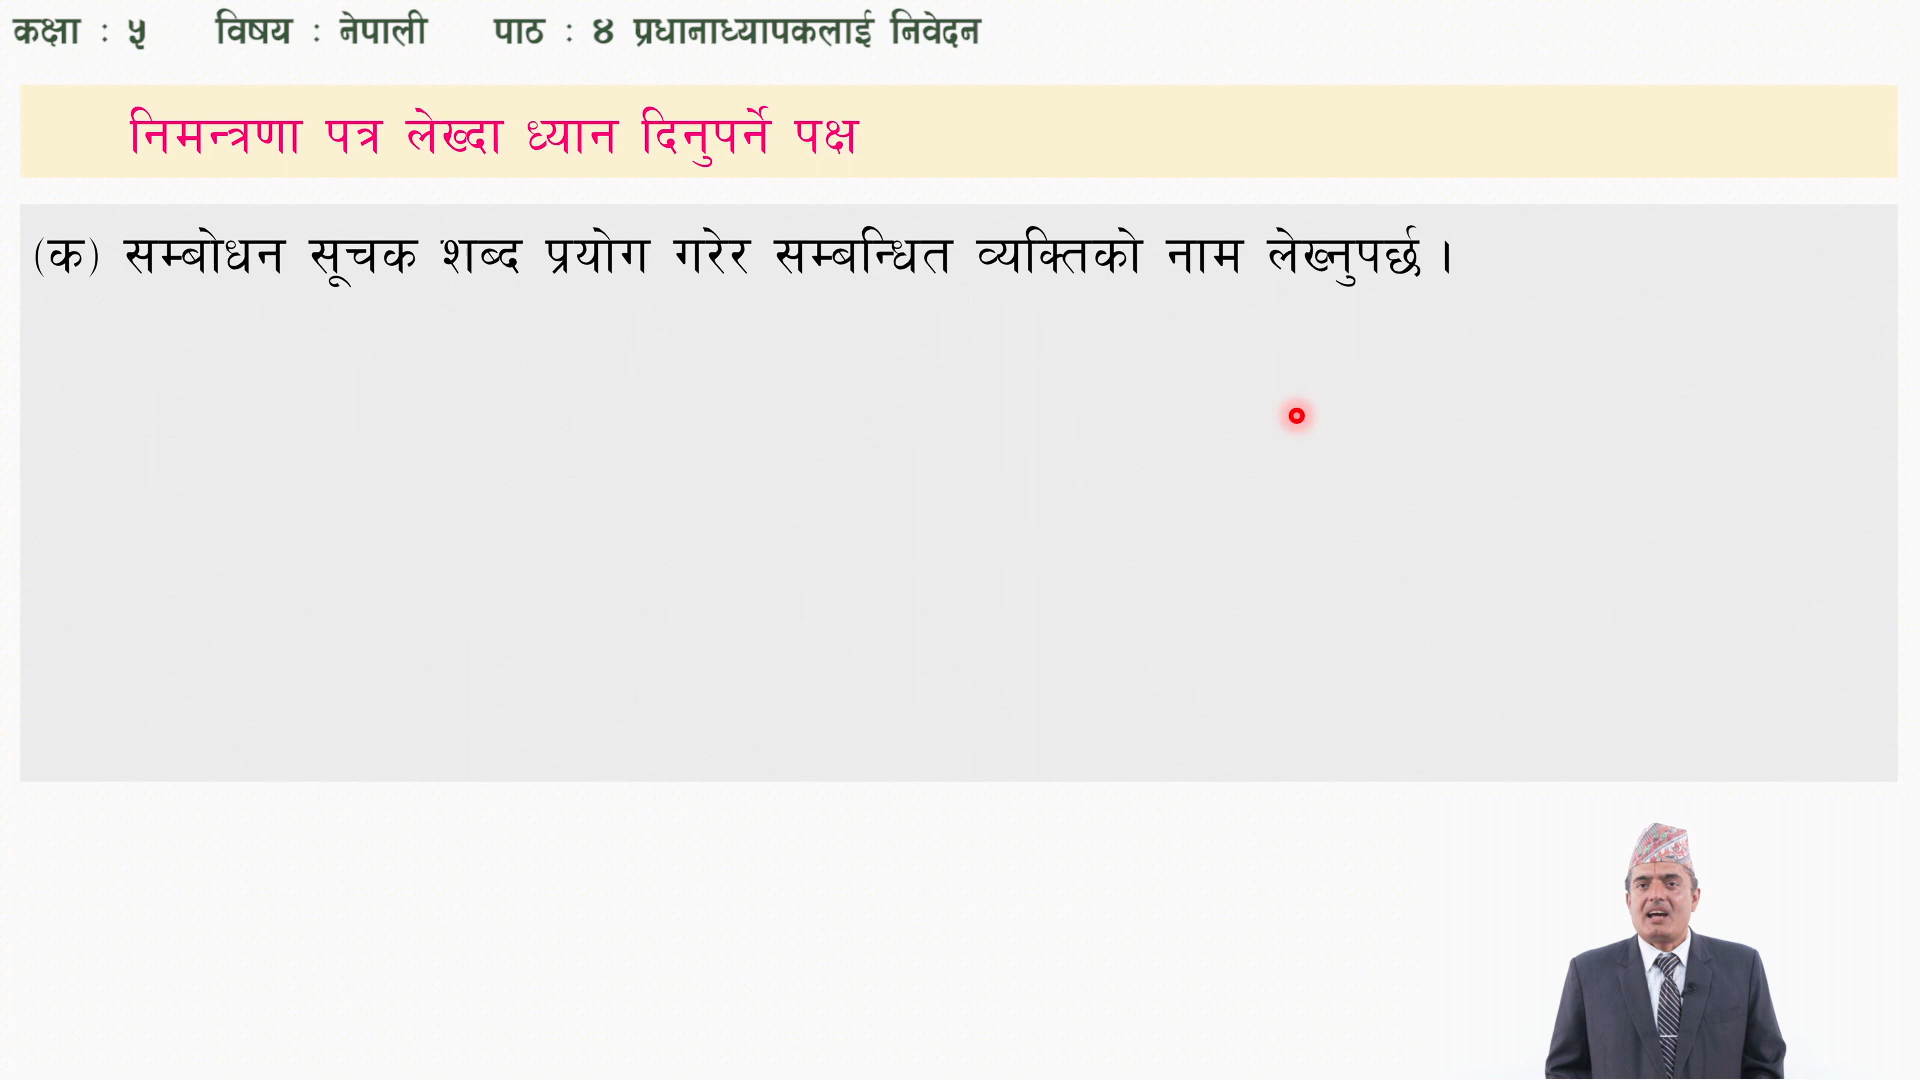 कक्षा : ५ विषय : नेपाली पाठ : ४ प्रधानाध्यापकलाई निवेदन
निमन्त्रणा पत्र लेख्दा ध्यान दिनुपर्ने पक्ष
(क) सम्बोधन सूचक शब्द प्रयोग गरेर सम्बन्धित व्यक्तिको नाम लेख्नुपर्छ ।